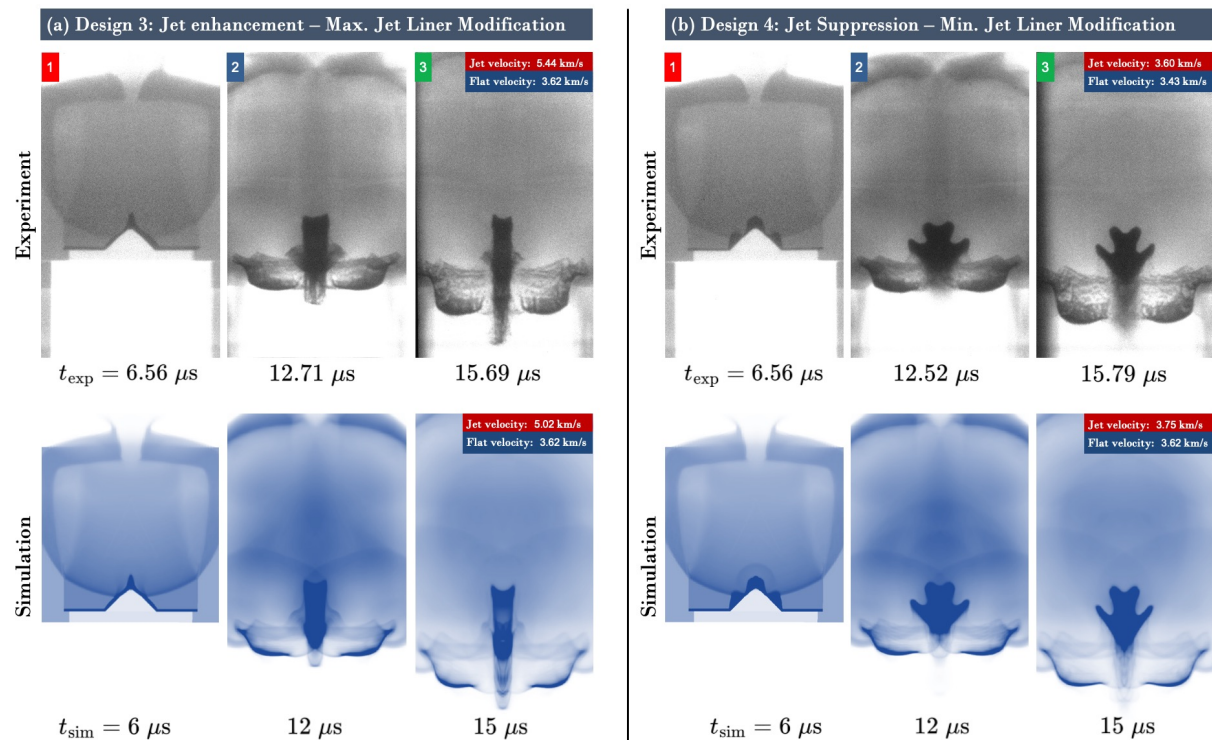 (a) Design 3: Jet enhancement – Max. Jet Liner Modification
Experiment
1
2
3
Jet velocity: 5.44 km/s
Flat velocity: 3.62 km/s
t_exp = 6.56 μs
12.71 μs
15.69 μs
Simulation
Jet velocity: 5.02 km/s
Flat velocity: 3.62 km/s
t_sim = 6 μs
12 μs
15 μs
(b) Design 4: Jet Suppression – Min. Jet Liner Modification
Experiment
1
2
3
Jet velocity: 3.60 km/s
Flat velocity: 3.43 km/s
t_exp = 6.56 μs
12.52 μs
15.79 μs
Simulation
Jet velocity: 3.75 km/s
Flat velocity: 3.62 km/s
t_sim = 6 μs
12 μs
15 μs